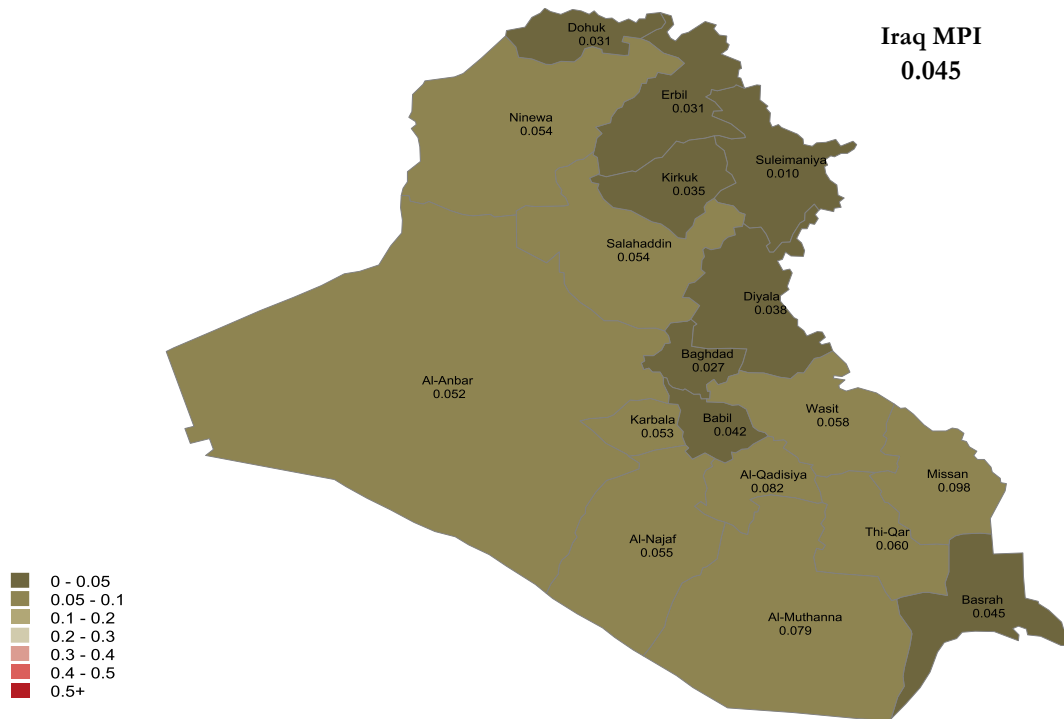 Iraq MPI
0.045
Dohuk
0.031
Erbil
0.031
Ninewa
0.054
Suleimaniya
0.010
Kirkuk
0.035
Salahaddin
0.054
Diyala
0.038
Baghdad
0.027
Al-Anbar
0.052
Wasit
0.058
Karbala
0.053
Babil
0.042
Al-Qadisiya
0.082
Missan
0.098
Thi-Qar
0.060
Al-Najaf
0.055
Basrah
0.045
Al-Muthanna
0.079
0 - 0.05
0.05 - 0.1
0.1 - 0.2
0.2 - 0.3
0.3 - 0.4
0.4 - 0.5
0.5+